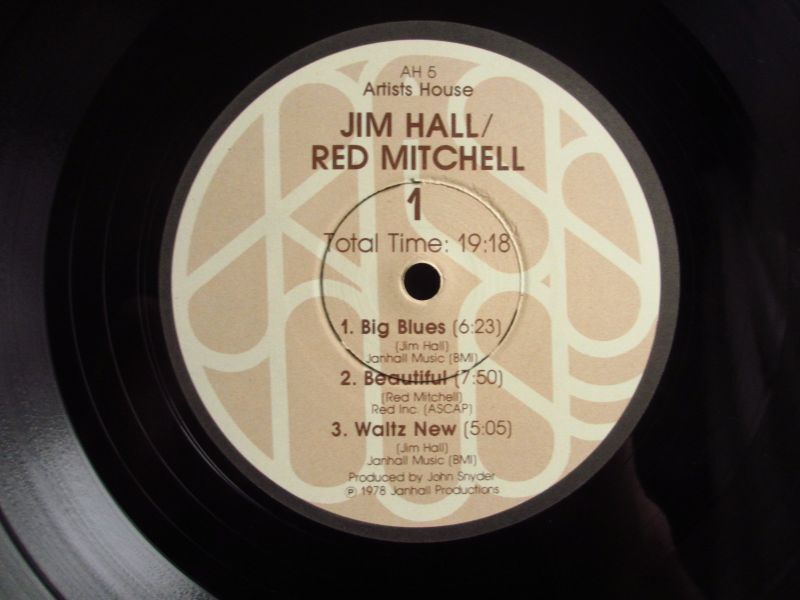 AH 5
Artists House
JIM HALL/
RED MITCHELL
1
Total Time: 19:18
1. Big Blues (6:23)
(Jim Hall)
Janhall Music (BMI)
2. Beautiful (7:50)
(Red Mitchell)
Red Inc. (ASCAP)
3. Waltz New (5:05)
(Jim Hall)
Janhall Music (BMI)
Produced by John Snyder
℗ 1978 Janhall Productions